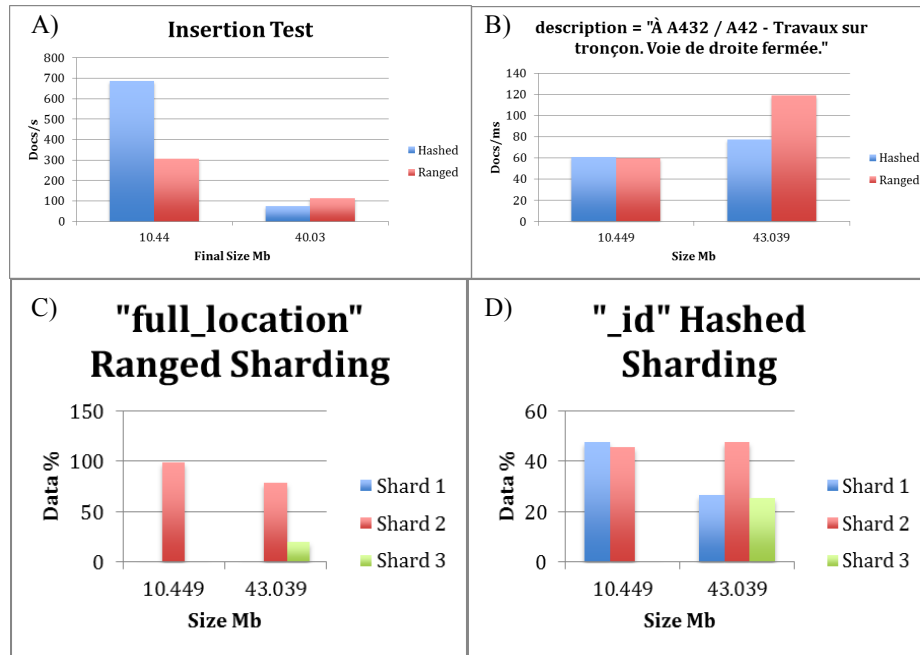 A)
Insertion Test
Docs/s
800
700
600
500
400
300
200
100
0
10.44
40.03
Final Size Mb
Hashed
Ranged
B)
description = "À A432 / A42 - Travaux sur
tronçon. Voie de droite fermée."
Docs/ms
140
120
100
80
60
40
20
0
10.449
43.039
Size Mb
Hashed
Ranged
C)
"full_location"
Ranged Sharding
Data %
150
100
50
0
10.449
43.039
Size Mb
Shard 1
Shard 2
Shard 3
D)
"_id" Hashed
Sharding
Data %
60
40
20
0
10.449
43.039
Size Mb
Shard 1
Shard 2
Shard 3